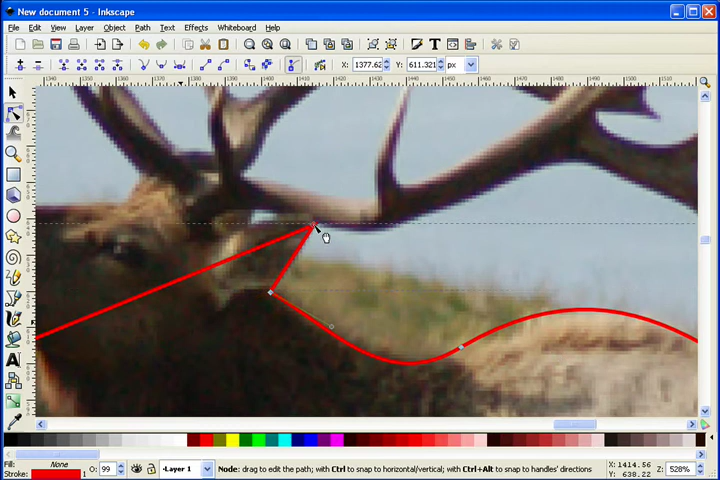 New document 5 - Inkscape
File Edit View Layer Object Path Text Effects Whiteboard Help
X: 1377.62 Y: 611.321 px
Fill: None
Stroke: 1 O: 99 Layer 1 Node: drag to edit the path; with Ctrl to snap to horizontal/vertical; with Ctrl+Alt to snap to handles' directions X: 1414.56 Y: 638.22 Z: 528%